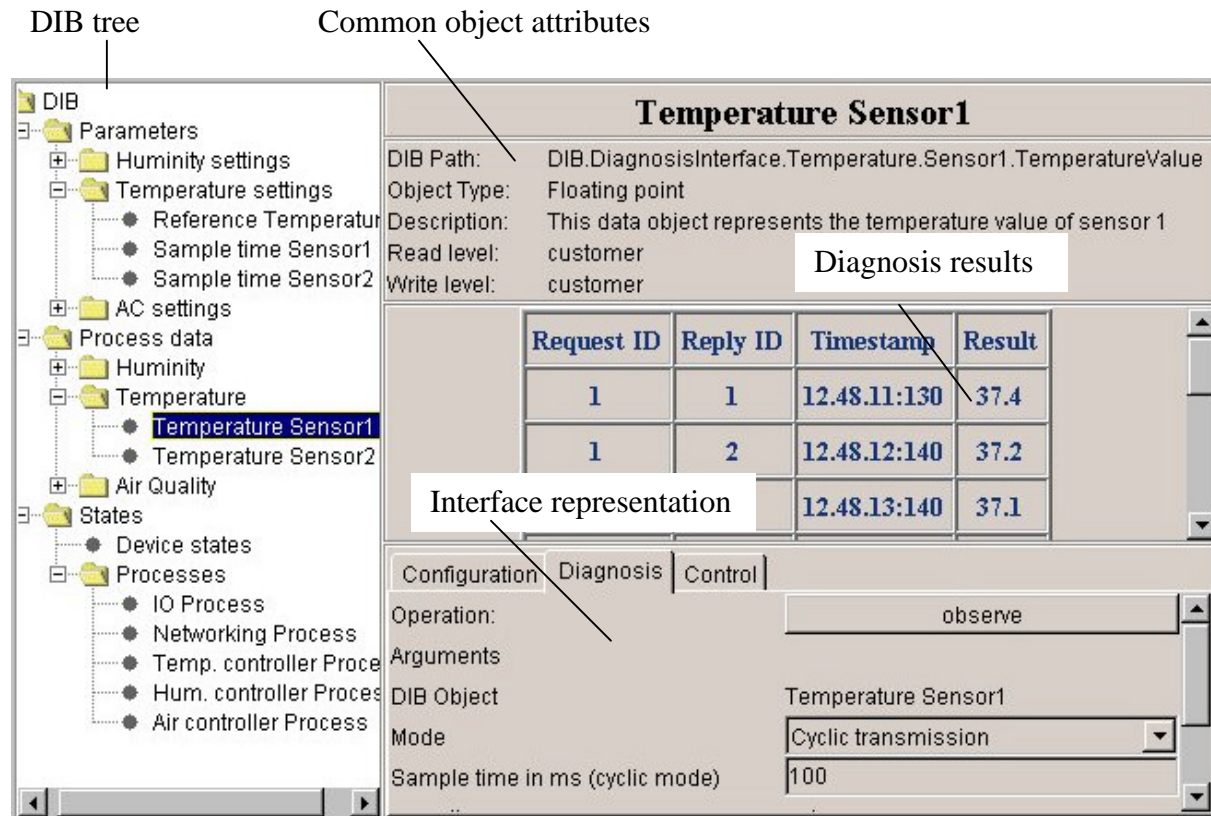 DIB tree
Common object attributes
DIB
Parameters
Huminity settings
Temperature settings
Reference Temperatur
Sample time Sensor1
Sample time Sensor2
AC settings
Process data
Huminity
Temperature
Temperature Sensor1
Temperature Sensor2
Air Quality
States
Device states
Processes
IO Process
Networking Process
Temp. controller Proce
Hum. controller Proces
Air controller Process
Temperature Sensor1
DIB Path: DIB.DiagnosisInterface.Temperature.Sensor1.TemperatureValue
Object Type: Floating point
Description: This data object represents the temperature value of sensor 1
Read level: customer
Write level: customer
Diagnosis results
Request ID Reply ID Timestamp Result
1 1 12.48.11:130 37.4
1 2 12.48.12:140 37.2
12.48.13:140 37.1
Interface representation
Configuration Diagnosis Control
Operation: observe
Arguments
DIB Object Temperature Sensor1
Mode Cyclic transmission
Sample time in ms (cyclic mode) 100